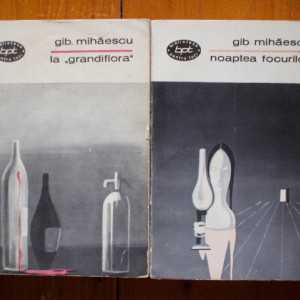 gib. mihăescu
bpt
la „grandiflora"
gib. mihăescu
bpt
noaptea focurilo